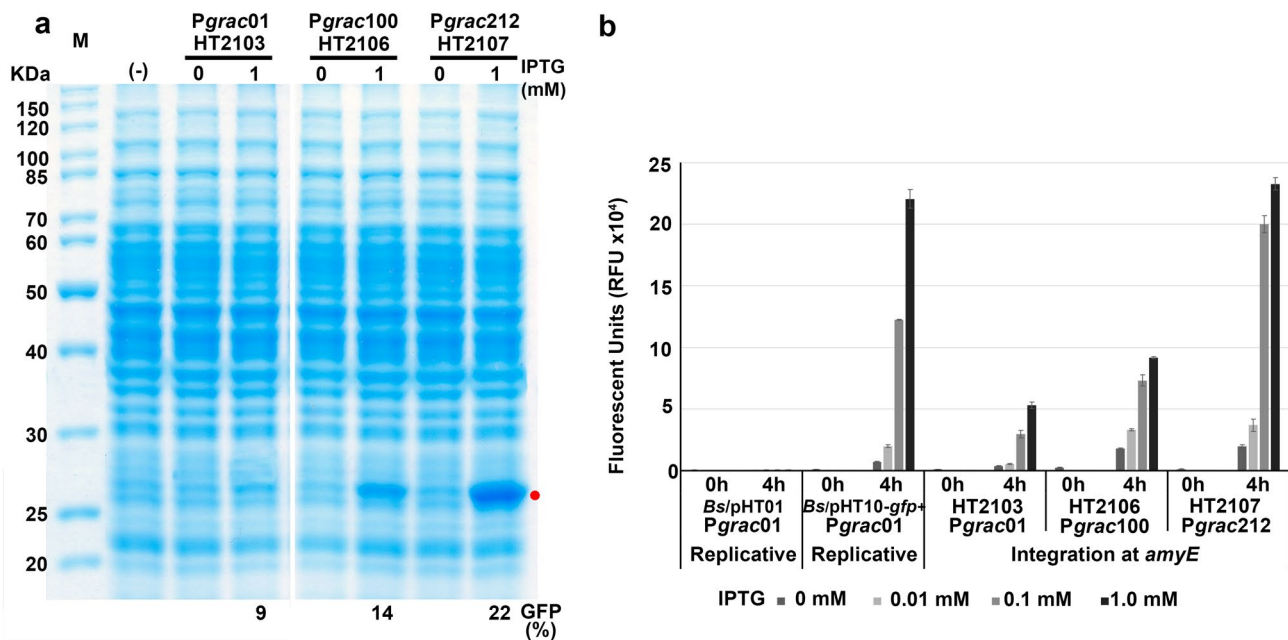 a
M
Pgrac01
HT2103
Pgrac100
HT2106
Pgrac212
HT2107
KDa
(-)
0 1
0 1
0 1
IPTG
(mM)
150
120
100
85
70
60
50
40
30
25
20
9 14 22 GFP
(%)
b
Fluorescent Units (RFU x10⁴)
25
20
15
10
5
0
0h 4h
Bs/pHT01
Pgrac01
Replicative
0h 4h
Bs/pHT10-gfp+
Pgrac01
Replicative
0h 4h
HT2103
Pgrac01
0h 4h
HT2106
Pgrac100
0h 4h
HT2107
Pgrac212
Integration at amyE
IPTG 0 mM 0.01 mM 0.1 mM 1.0 mM